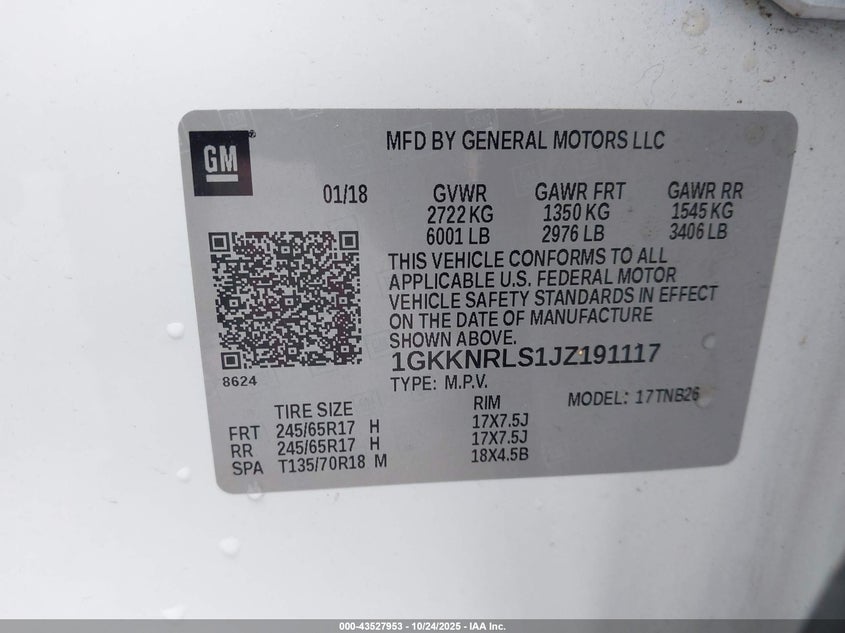 GM
MFD BY GENERAL MOTORS LLC
01/18 GVWR GAWR FRT GAWR RR
2722 KG 1350 KG 1545 KG
6001 LB 2976 LB 3406 LB
THIS VEHICLE CONFORMS TO ALL
APPLICABLE U.S. FEDERAL MOTOR
VEHICLE SAFETY STANDARDS IN EFFECT
ON THE DATE OF MANUFACTURE
SHOWN ABOVE.
1GKKNRLS1JZ191117
8624
TYPE: M.P.V. MODEL: 17TNB26
TIRE SIZE RIM
FRT 245/65R17 H 17X7.5J
RR 245/65R17 H 17X7.5J
SPA T135/70R18 M 18X4.5B
000-43527953 - 10/24/2025 - IAA Inc.